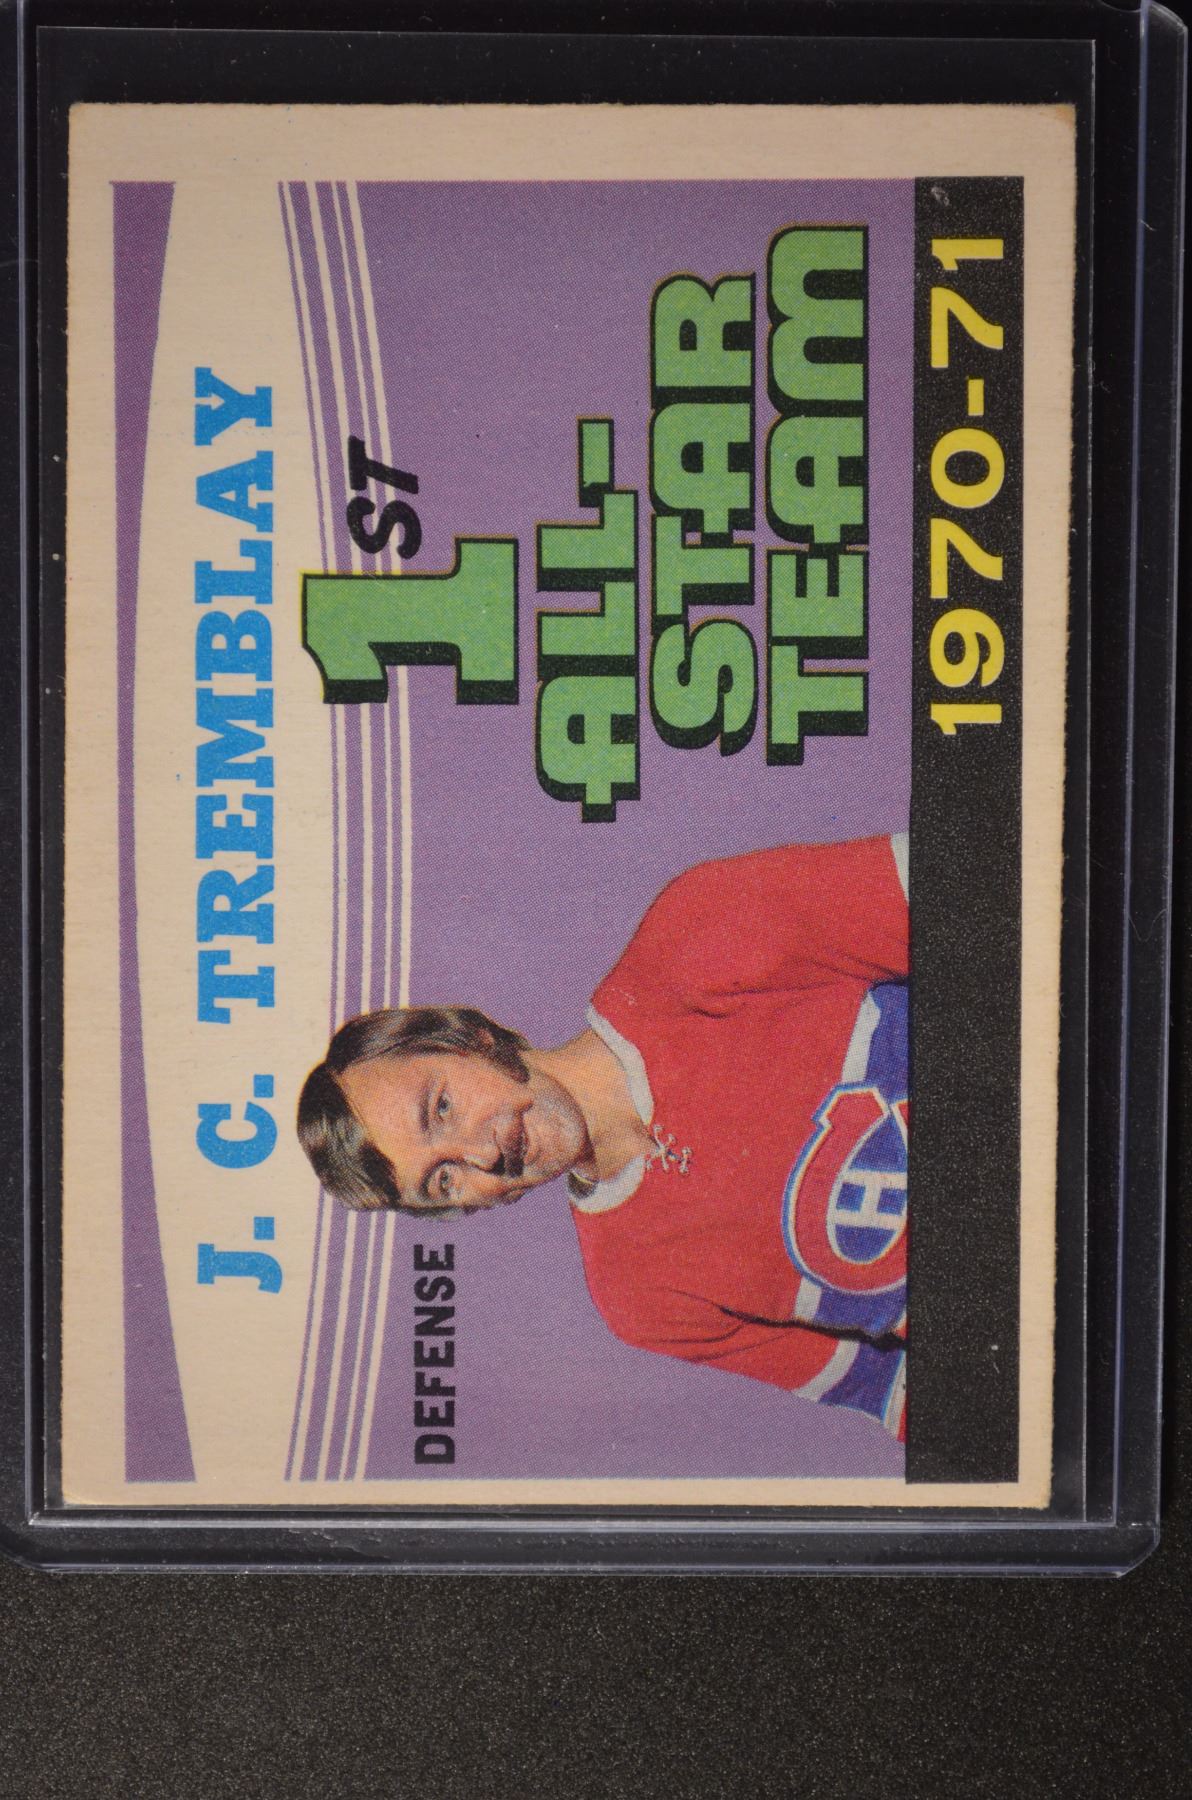 J. C. TREMBLAY
DEFENSE
1ST
ALL-
STAR
TEAM
1970-71